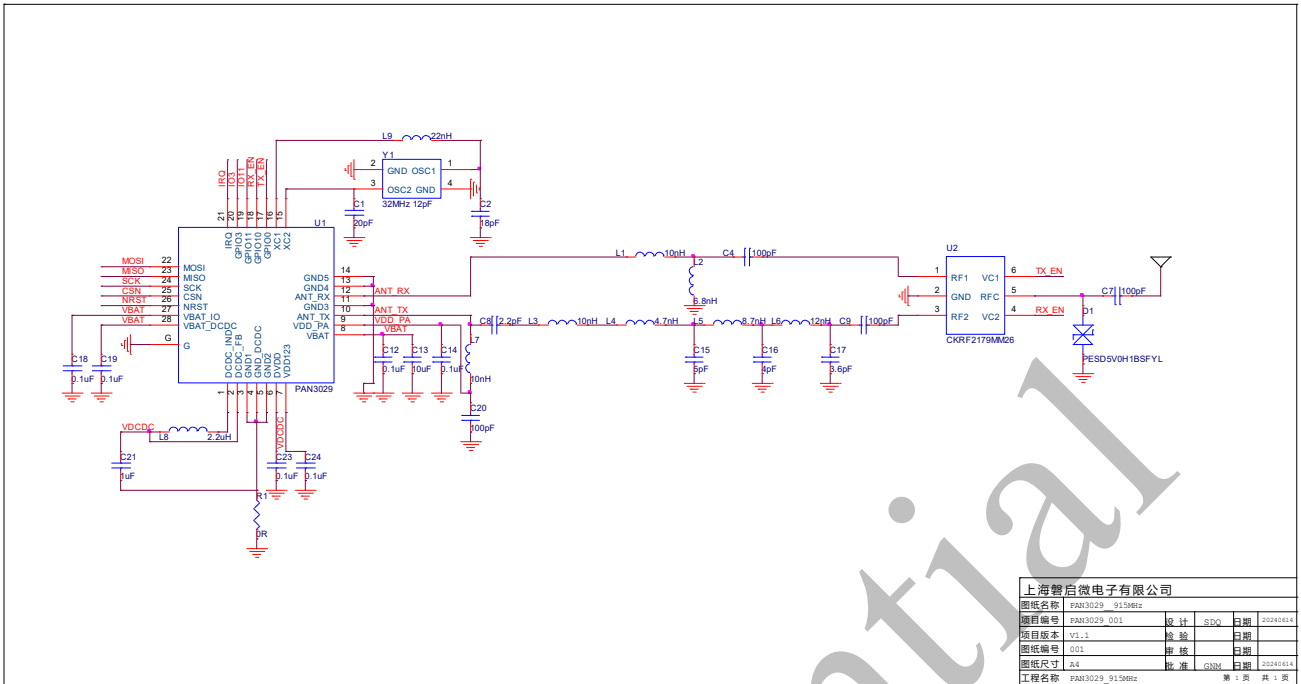 L9 22nH
Y1
2 GND OSC1 1
3 OSC2 GND 4
32MHz 12pF
C1
20pF
C2
18pF
IRQ
IO3
IO11
RX_EN
TX_EN
21 20 19 18 17 16 15
U1
IRQ
GPIO3
GPIO11
GPIO10
GPIO0
XC1
XC2
MOSI 22 MOSI
MISO 23 MISO
SCK 24 SCK
CSN 25 CSN
NRST 26 NRST
VBAT 27 VBAT_IO
VBAT 28 VBAT_DCDC
G G
GND5 14
GND4 13
ANT_RX 12 ANT_RX
GND3 11
ANT_TX 10 ANT_TX
VDD_PA 9 VDD_PA
VBAT 8 VBAT
DCDC_IND
DCDC_FB
GND1
GND_DCDC
GND2
DVDD
VDD123
1 2 3 4 5 6 7
PAN3029
C18
0.1uF
C19
0.1uF
VDCDC
L8 2.2uH
C21
1uF
VDCDC
C23
0.1uF
C24
0.1uF
R1
0R
C12
0.1uF
C13
10uF
C14
0.1uF
L7
10nH
C20
100pF
L1 10nH
L2
6.8nH
C4 100pF
C8 2.2pF
L3 10nH
L4 4.7nH
L5 8.7nH
L6 12nH
C9 100pF
C15
5pF
C16
4pF
C17
3.6pF
U2
1 RF1 VC1 6 TX_EN
2 GND RFC 5
3 RF2 VC2 4 RX_EN
CKRF2179MM26
C7 100pF
D1
PESD5V0H1BSFYL
ntial
上海磐启微电子有限公司
图纸名称 PAN3029__915MHz
项目编号 PAN3029_001 设 计 SDQ 日期 20240614
项目版本 V1.1 检 验 日期
图纸编号 001 审 核 日期
图纸尺寸 A4 批 准 GNM 日期 20240614
工程名称 PAN3029_915MHz 第 1 页 共 1 页